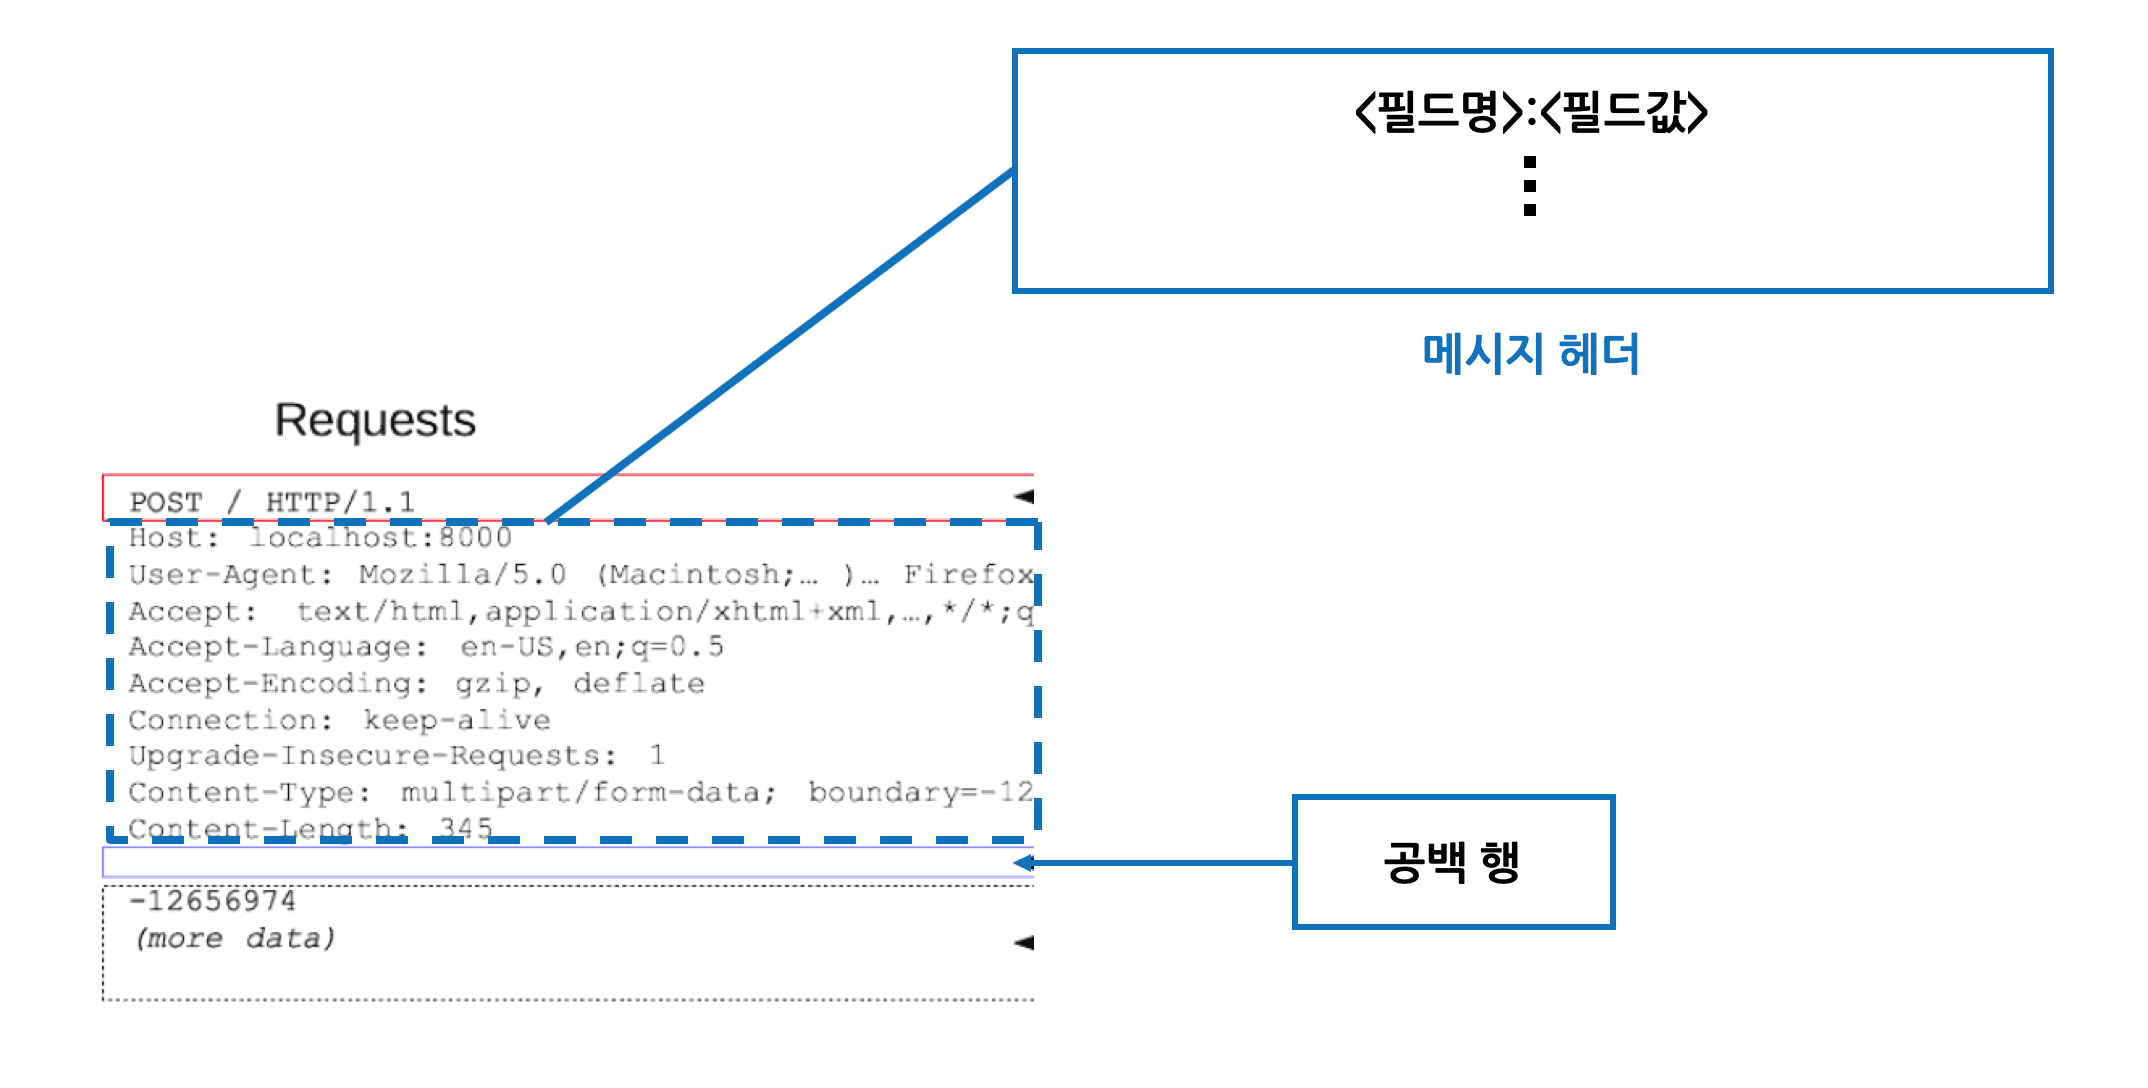 <필드명>:<필드값>
메시지 헤더
Requests
POST / HTTP/1.1
Host: localhost:8000
User-Agent: Mozilla/5.0 (Macintosh;… )… Firefox
Accept: text/html,application/xhtml+xml,…,*/*;q
Accept-Language: en-US,en;q=0.5
Accept-Encoding: gzip, deflate
Connection: keep-alive
Upgrade-Insecure-Requests: 1
Content-Type: multipart/form-data; boundary=-12
Content-Length: 345
공백 행
-12656974
(more data)